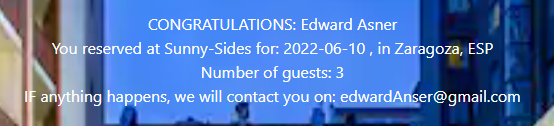 CONGRATULATIONS: Edward Asner
You reserved at Sunny-Sides for: 2022-06-10 , in Zaragoza, ESP
Number of guests: 3
IF anything happens, we will contact you on: edwardAnser@gmail.com